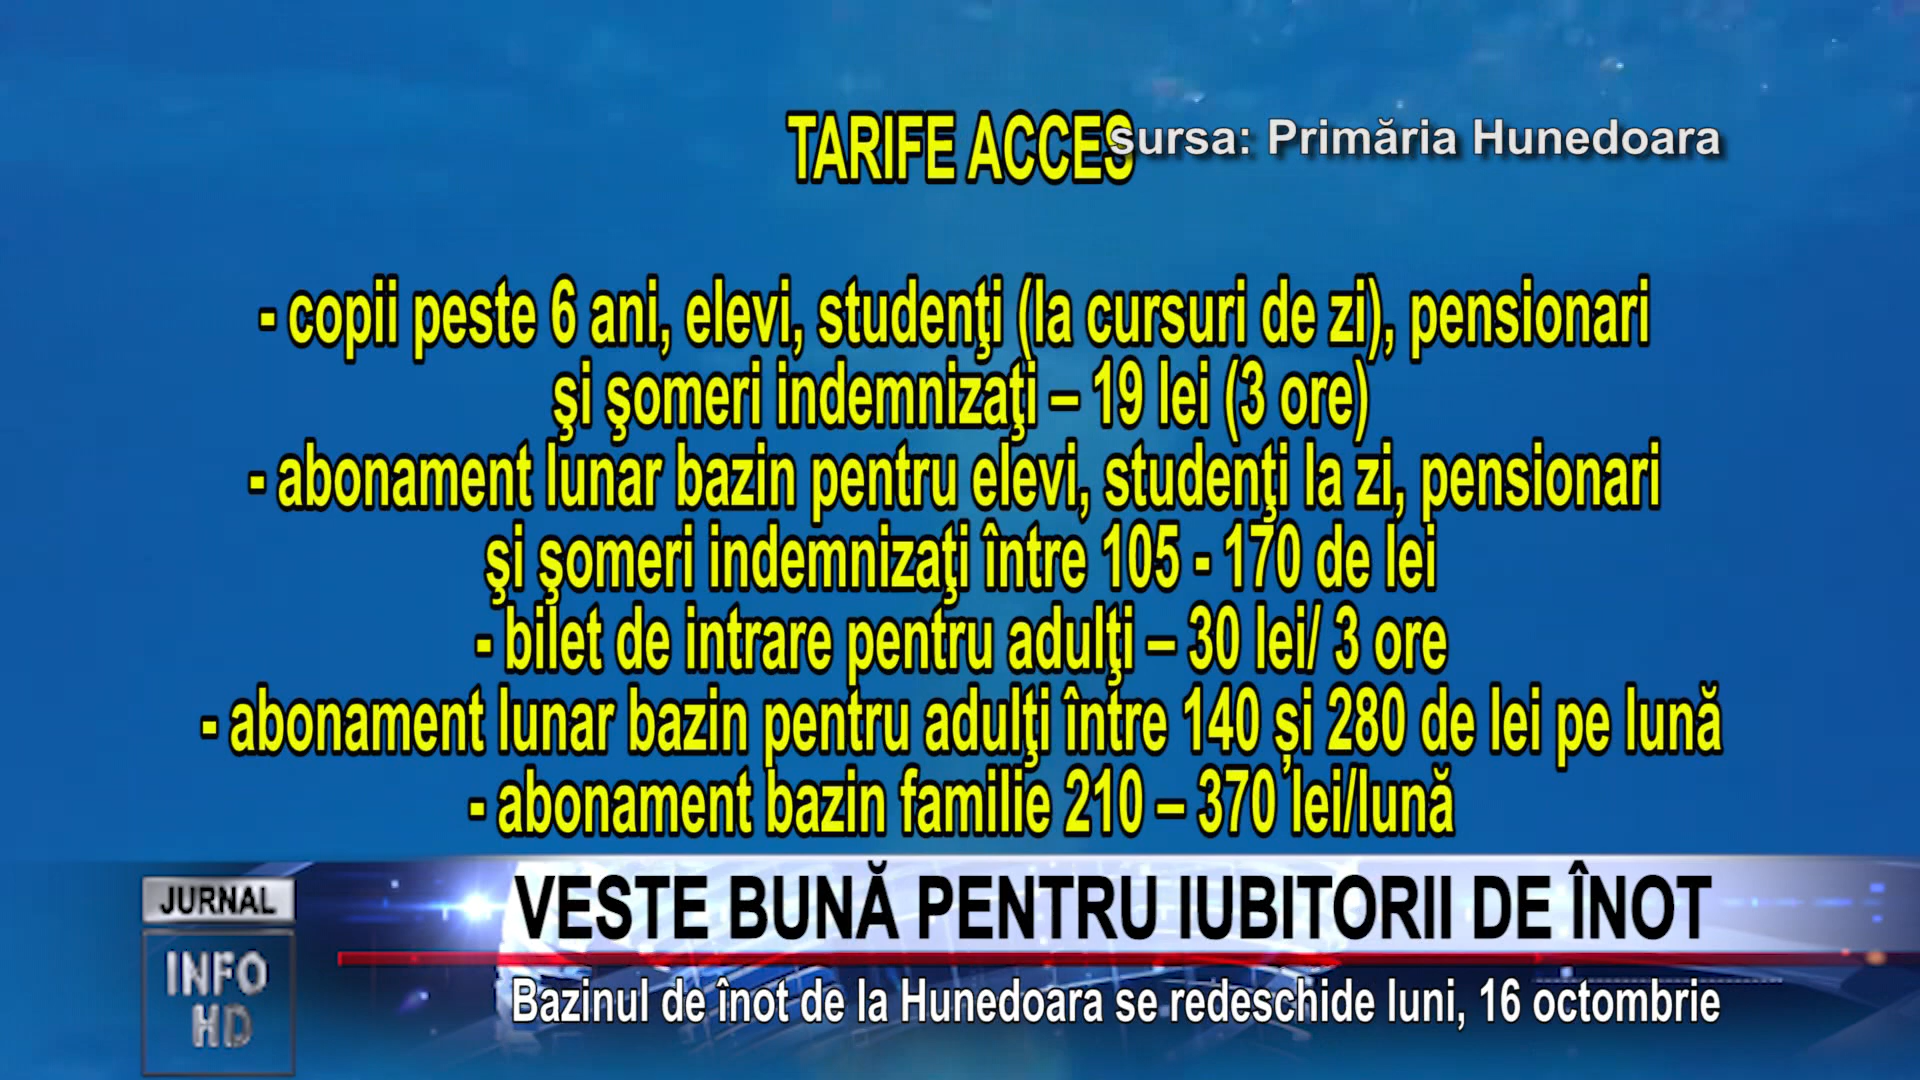 TARIFE ACCES
sursa: Primăria Hunedoara
- copii peste 6 ani, elevi, studenţi (la cursuri de zi), pensionari
şi şomeri indemnizaţi – 19 lei (3 ore)
- abonament lunar bazin pentru elevi, studenţi la zi, pensionari
şi şomeri indemnizaţi între 105 - 170 de lei
- bilet de intrare pentru adulţi – 30 lei/ 3 ore
- abonament lunar bazin pentru adulţi între 140 și 280 de lei pe lună
- abonament bazin familie 210 – 370 lei/lună
JURNAL
INFO
HD
VESTE BUNĂ PENTRU IUBITORII DE ÎNOT
Bazinul de înot de la Hunedoara se redeschide luni, 16 octombrie